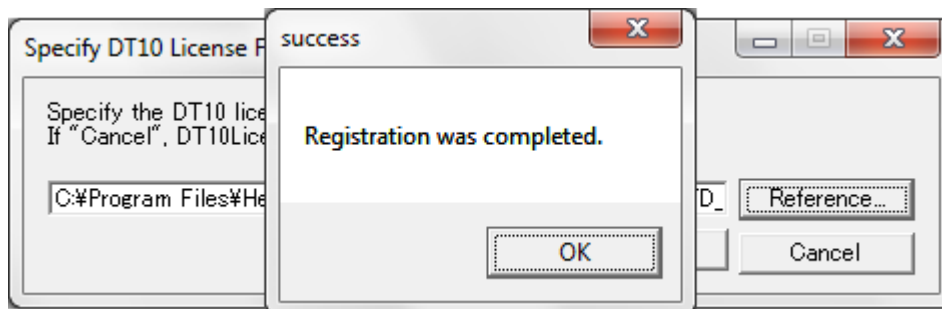 Specify DT10 License F
success
Specify the DT10 lice
If "Cancel", DT10Lice
Registration was completed.
C:¥Program Files¥He
TD_
Reference...
OK
Cancel